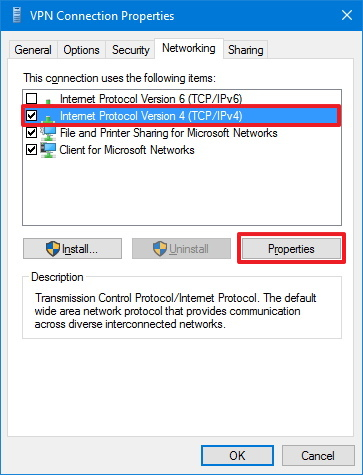 VPN Connection Properties
General Options Security Networking Sharing
This connection uses the following items:
Internet Protocol Version 6 (TCP/IPv6)
Internet Protocol Version 4 (TCP/IPv4)
File and Printer Sharing for Microsoft Networks
Client for Microsoft Networks
Install... Uninstall Properties
Description
Transmission Control Protocol/Internet Protocol. The default
wide area network protocol that provides communication
across diverse interconnected networks.
OK Cancel